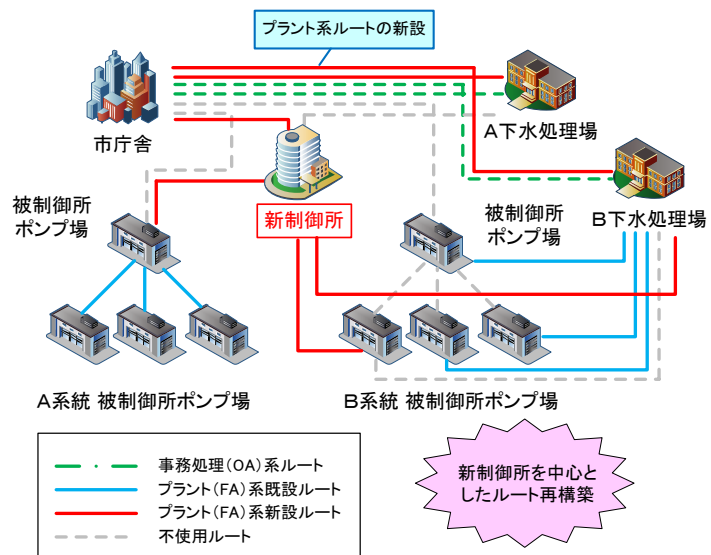 プラント系ルートの新設
市庁舎
A下水処理場
被制御所
ポンプ場
新制御所
被制御所
ポンプ場
B下水処理場
A系統 被制御所ポンプ場
B系統 被制御所ポンプ場
事務処理(OA)系ルート
プラント(FA)系既設ルート
プラント(FA)系新設ルート
不使用ルート
新制御所を中心と
したルート再構築